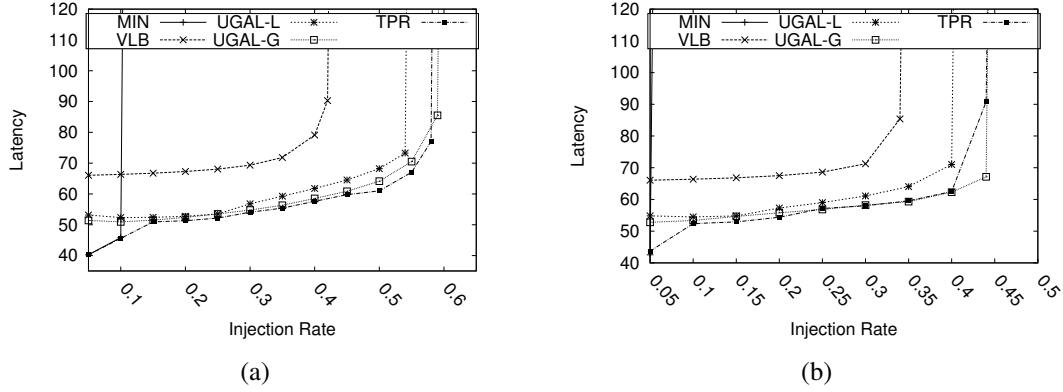 120
110
100
90
80
70
60
50
40
Latency
MIN UGAL-L TPR
VLB UGAL-G
0.1 0.2 0.3 0.4 0.5 0.6
Injection Rate
(a)
120
110
100
90
80
70
60
50
40
Latency
MIN UGAL-L TPR
VLB UGAL-G
0.05 0.1 0.15 0.2 0.25 0.3 0.35 0.4 0.45 0.5
Injection Rate
(b)